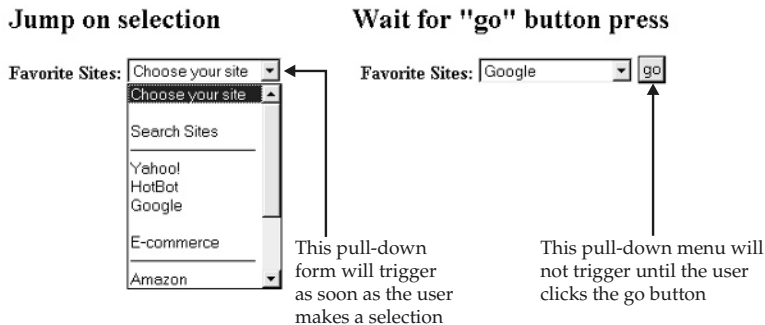 Jump on selection
Wait for "go" button press
Favorite Sites: Choose your site
Choose your site
Search Sites
Yahoo!
HotBot
Google
E-commerce
Amazon
Favorite Sites: Google go
This pull-down
form will trigger
as soon as the user
makes a selection
This pull-down menu will
not trigger until the user
clicks the go button